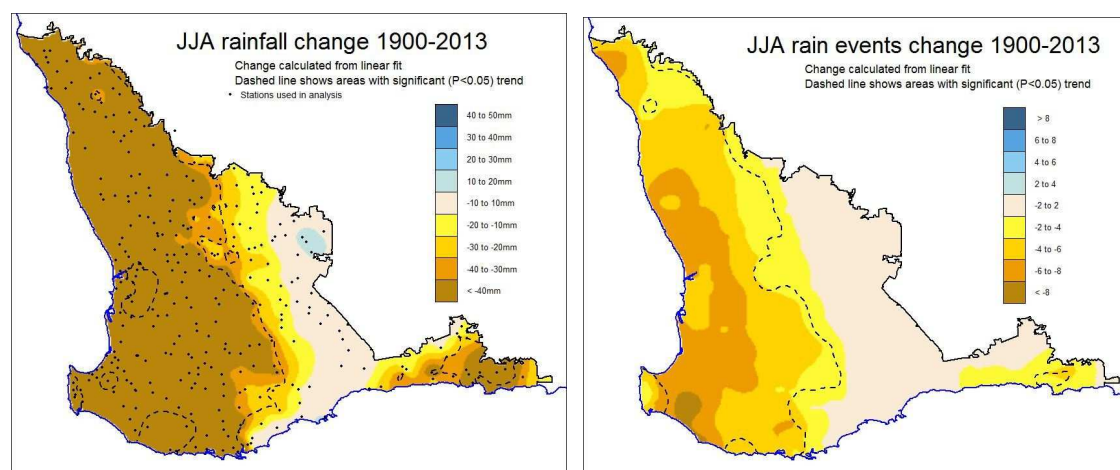 JJA rainfall change 1900-2013
Change calculated from linear fit
Dashed line shows areas with significant (P<0.05) trend
• Stations used in analysis
40 to 50mm
30 to 40mm
20 to 30mm
10 to 20mm
-10 to 10mm
-20 to -10mm
-30 to -20mm
-40 to -30mm
< -40mm
JJA rain events change 1900-2013
Change calculated from linear fit
Dashed line shows areas with significant (P<0.05) trend
> 8
6 to 8
4 to 6
2 to 4
-2 to 2
-4 to -2
-6 to -4
-8 to -6
< -8